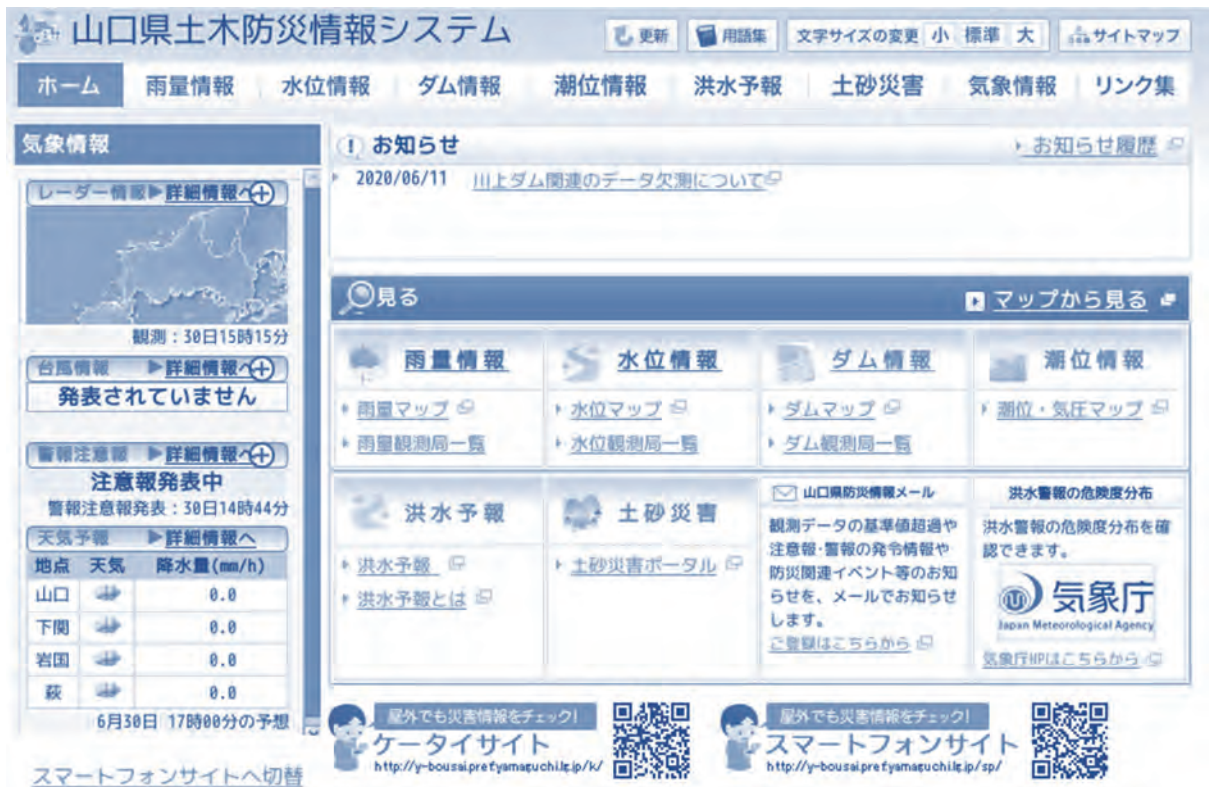 山口県土木防災情報システム
更新 用語集 文字サイズの変更 小 標準 大 サイトマップ
ホーム 雨量情報 水位情報 ダム情報 潮位情報 洪水予報 土砂災害 気象情報 リンク集
気象情報
レーダー情報▶詳細情報へ
観測：30日15時15分
台風情報 ▶詳細情報へ
発表されていません
警報注意報 ▶詳細情報へ
注意報発表中
警報注意報発表：30日14時44分
天気予報 ▶詳細情報へ
地点 天気 降水量(mm/h)
山口 0.0
下関 0.0
岩国 0.0
萩 0.0
6月30日 17時00分の予想
スマートフォンサイトへ切替
お知らせ
お知らせ履歴
2020/06/11 川上ダム関連のデータ欠測について
見る
マップから見る
雨量情報
雨量マップ
雨量観測局一覧
水位情報
水位マップ
水位観測局一覧
ダム情報
ダムマップ
ダム観測局一覧
潮位情報
潮位・気圧マップ
洪水予報
洪水予報
洪水予報とは
土砂災害
土砂災害ポータル
山口県防災情報メール
観測データの基準値超過や
注意報･警報の発令情報や
防災関連イベント等のお知
らせを、メールでお知らせ
します。
ご登録はこちらから
洪水警報の危険度分布
洪水警報の危険度分布を確
認できます。
気象庁
Japan Meteorological Agency
気象庁HPはこちらから
屋外でも災害情報をチェック!
ケータイサイト
http://y-bousai.pref.yamaguchi.lg.jp/k/
屋外でも災害情報をチェック!
スマートフォンサイト
http://y-bousai.pref.yamaguchi.lg.jp/sp/